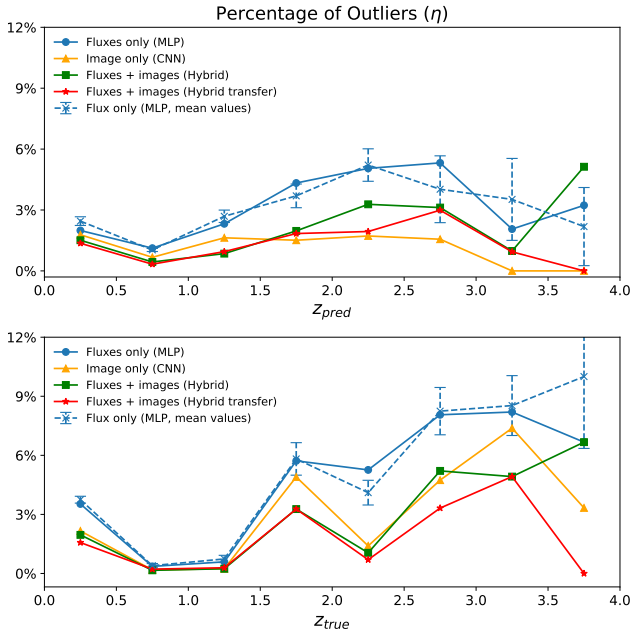 Percentage of Outliers (η)
12%
9%
6%
3%
0%
Fluxes only (MLP)
Image only (CNN)
Fluxes + images (Hybrid)
Fluxes + images (Hybrid transfer)
Flux only (MLP, mean values)
0.0 0.5 1.0 1.5 2.0 2.5 3.0 3.5 4.0
z_pred
12%
9%
6%
3%
0%
Fluxes only (MLP)
Image only (CNN)
Fluxes + images (Hybrid)
Fluxes + images (Hybrid transfer)
Flux only (MLP, mean values)
0.0 0.5 1.0 1.5 2.0 2.5 3.0 3.5 4.0
z_true